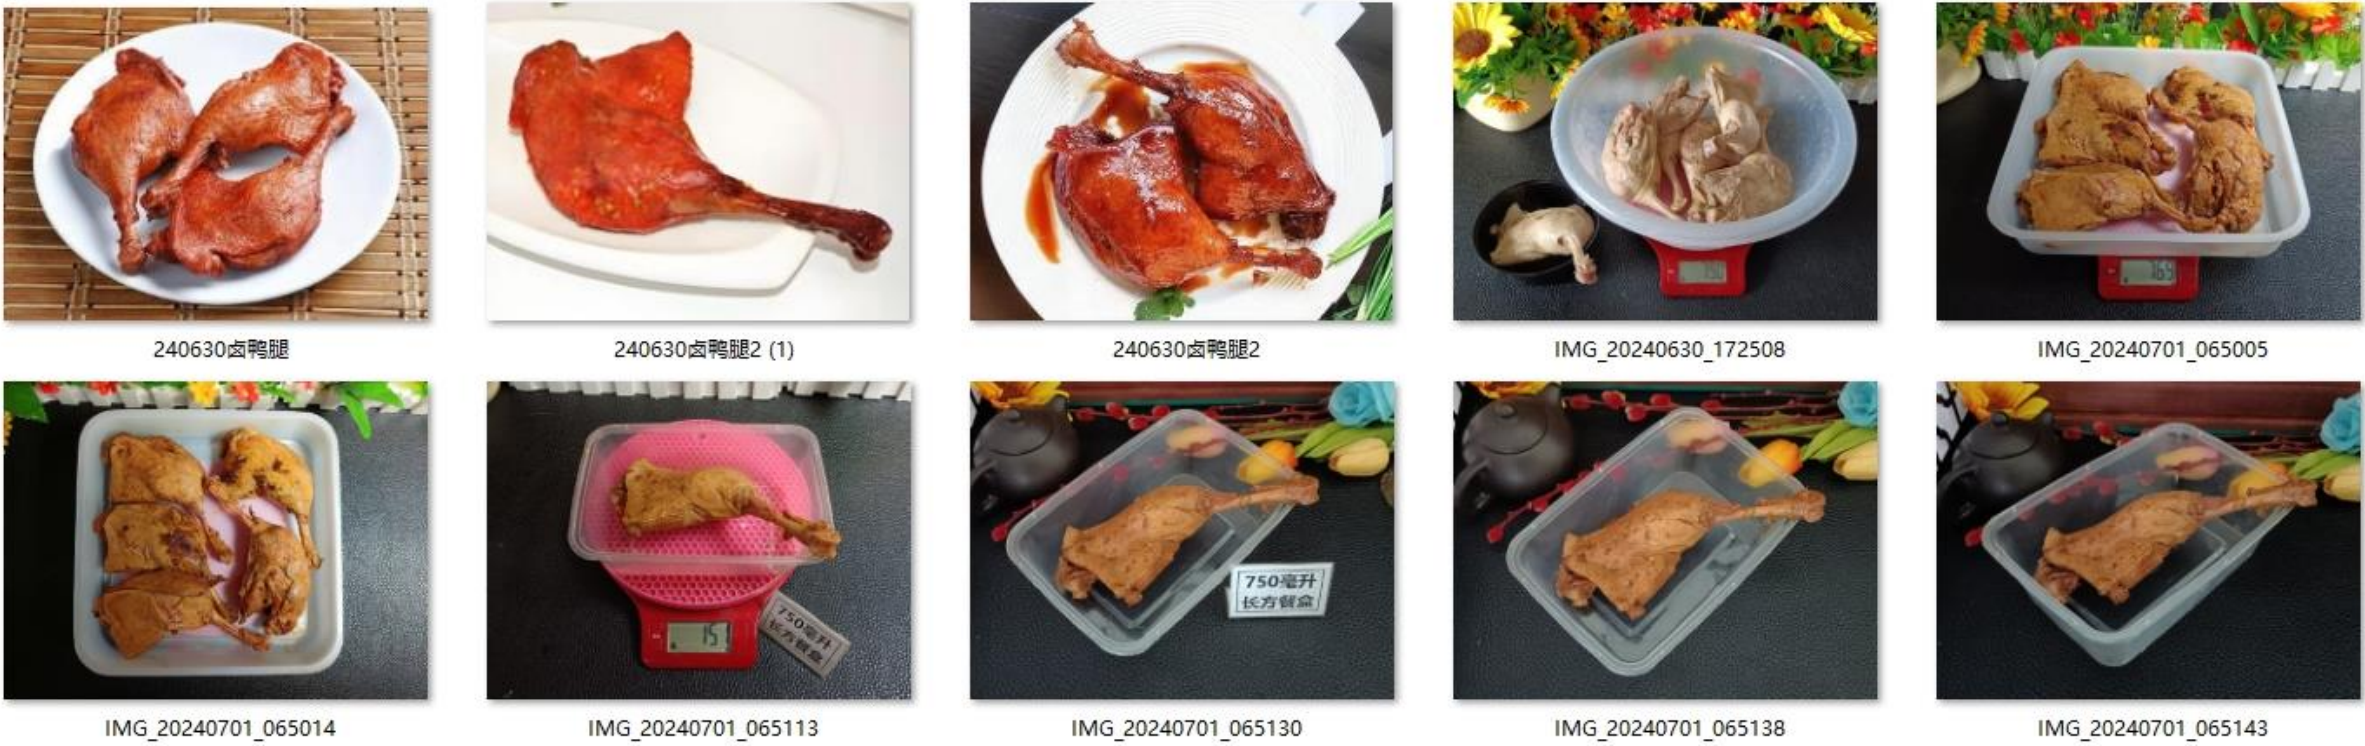 240630卤鸭腿
240630卤鸭腿2 (1)
240630卤鸭腿2
IMG_20240630_172508
IMG_20240701_065005
769
IMG_20240701_065014
IMG_20240701_065113
151
750毫升
长方餐盒
IMG_20240701_065130
750毫升
长方餐盒
IMG_20240701_065138
IMG_20240701_065143